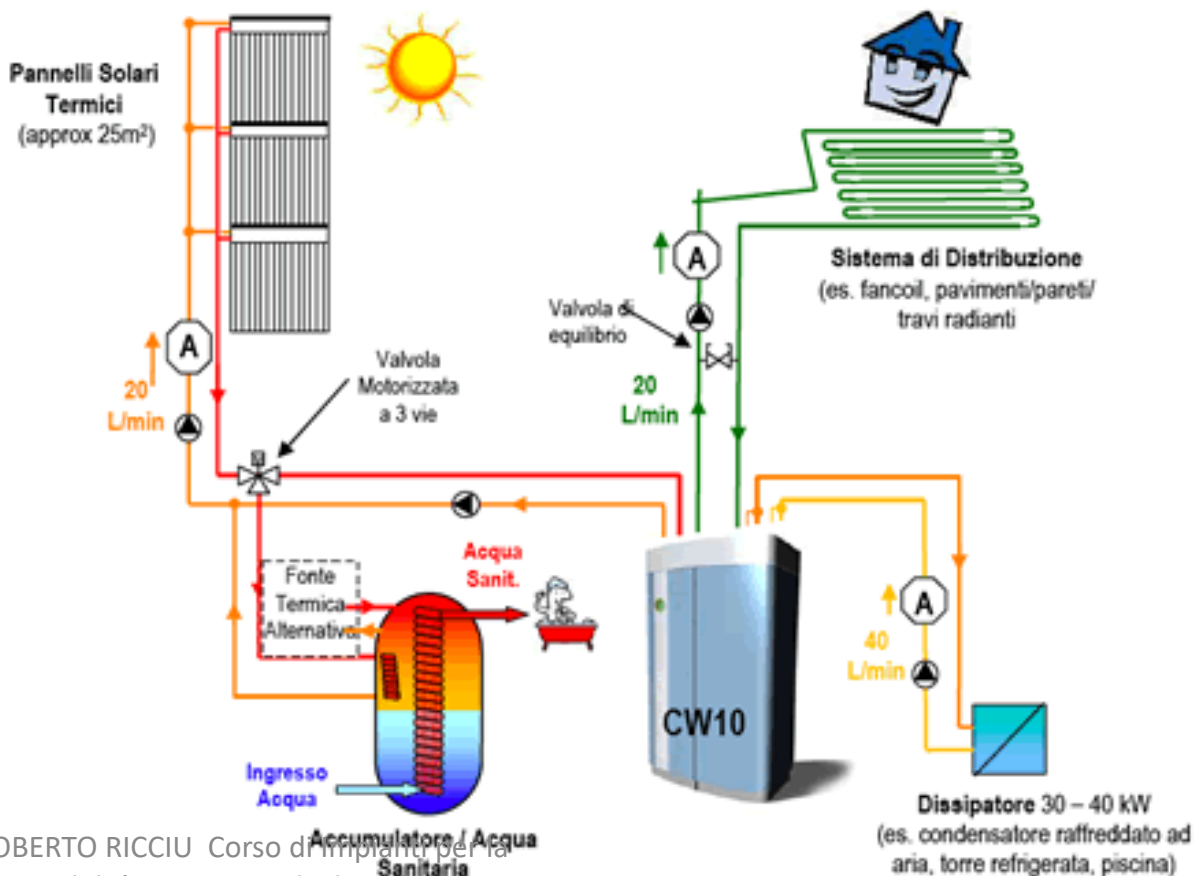 Pannelli Solari
Termici
(approx 25m²)
A
20
L/min
Valvola
Motorizzata
a 3 vie
Valvola di
equilibrio
A
20
L/min
Sistema di Distribuzione
(es. fancoil, pavimenti/pareti/
travi radianti
Fonte
Termica
Alternativa
Acqua
Sanit.
Ingresso
Acqua
CW10
A
40
L/min
Dissipatore 30 – 40 kW
(es. condensatore raffreddato ad
aria, torre refrigerata, piscina)
Accumulatore / Acqua
Sanitaria
OBERTO RICCIU Corso di Impianti per la